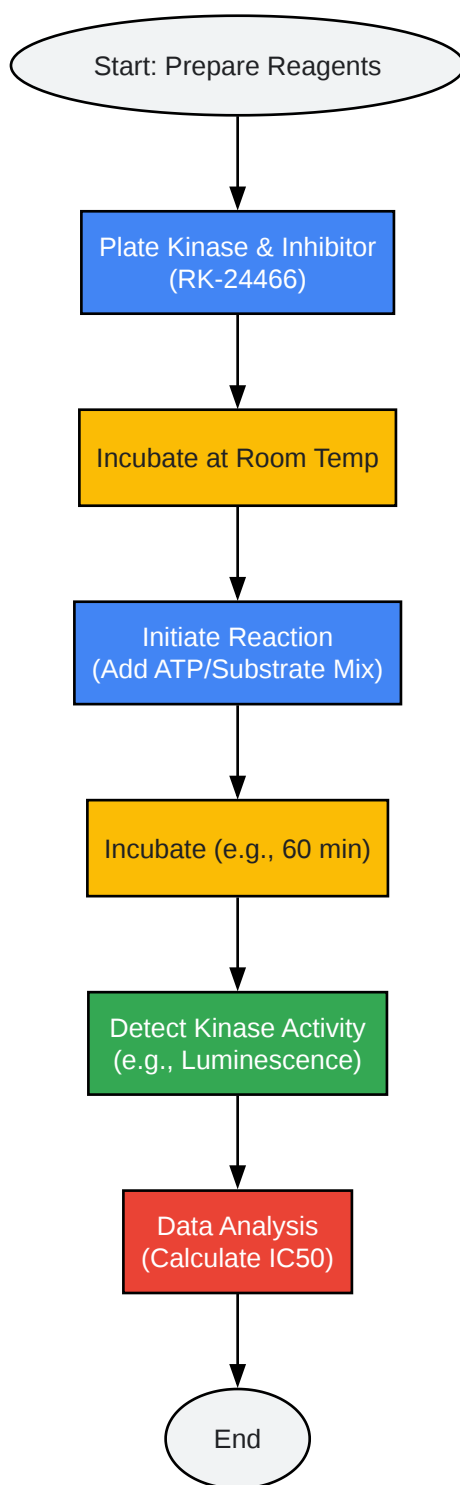 Start: Prepare Reagents
Plate Kinase & Inhibitor
(RK-24466)
Incubate at Room Temp
Initiate Reaction
(Add ATP/Substrate Mix)
Incubate (e.g., 60 min)
Detect Kinase Activity
(e.g., Luminescence)
Data Analysis
(Calculate IC50)
End